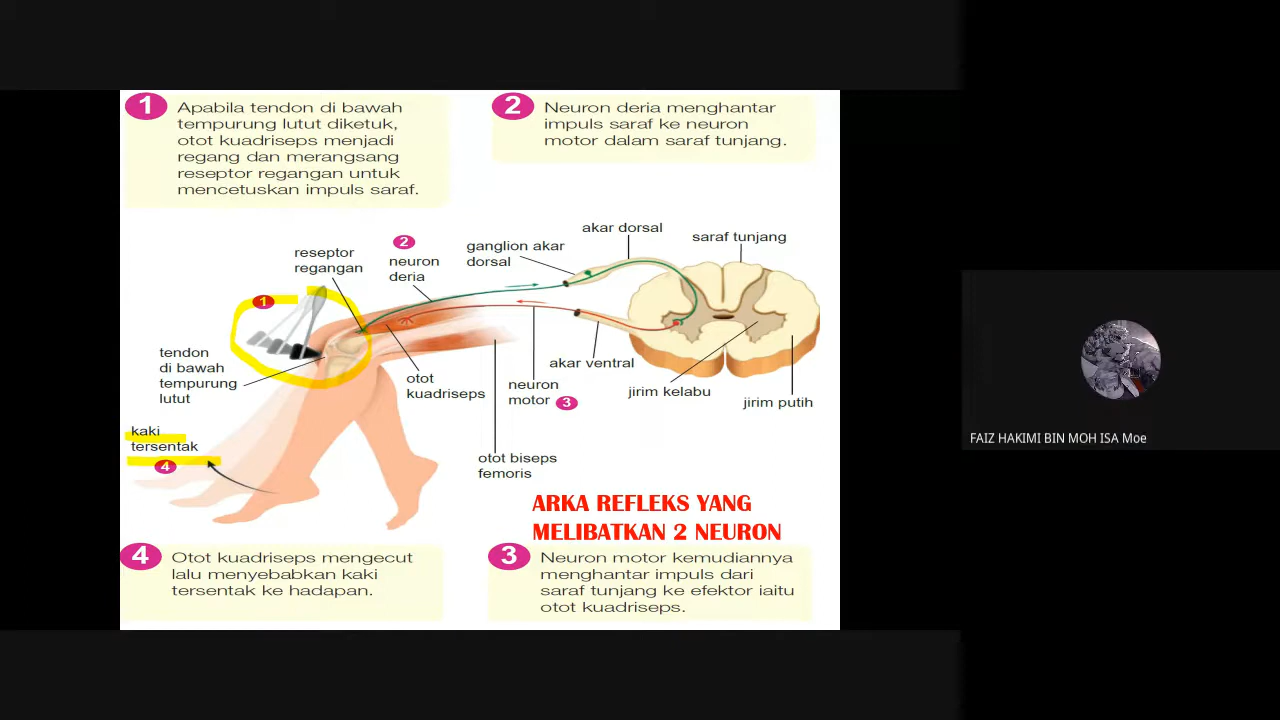 1
Apabila tendon di bawah
tempurung lutut diketuk,
otot kuadriseps menjadi
regang dan merangsang
reseptor regangan untuk
mencetuskan impuls saraf.
2
Neuron deria menghantar
impuls saraf ke neuron
motor dalam saraf tunjang.
reseptor
regangan
2
neuron
deria
ganglion akar
dorsal
akar dorsal
saraf tunjang
1
tendon
di bawah
tempurung
lutut
otot
kuadriseps
neuron
motor 3
akar ventral
jirim kelabu
jirim putih
kaki
tersentak
4
otot biseps
femoris
ARKA REFLEKS YANG
MELIBATKAN 2 NEURON
4
Otot kuadriseps mengecut
lalu menyebabkan kaki
tersentak ke hadapan.
3
Neuron motor kemudiannya
menghantar impuls dari
saraf tunjang ke efektor iaitu
otot kuadriseps.
FAIZ HAKIMI BIN MOH ISA Moe